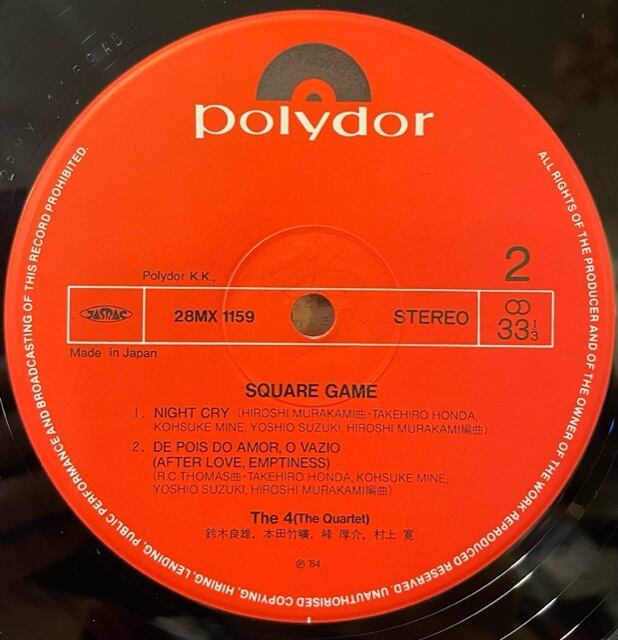 polydor
2
Polydor K.K.,
JASRAC
28MX 1159
STEREO
33 1/3
Made in Japan
SQUARE GAME
1. NIGHT CRY (HIROSHI MURAKAMI曲・TAKEHIRO HONDA,
KOHSUKE MINE, YOSHIO SUZUKI, HIROSHI MURAKAMI編曲)
2. DE POIS DO AMOR, O VAZIO
(AFTER LOVE, EMPTINESS)
(R.C.THOMAS曲・TAKEHIRO HONDA, KOHSUKE MINE,
YOSHIO SUZUKI, HIROSHI MURAKAMI編曲)
The 4(The Quartet)
鈴木良雄, 本田竹曠, 峰 厚介, 村上 寛
℗ '84
ALL RIGHTS OF THE PRODUCER AND OF THE OWNER OF THE WORK REPRODUCED RESERVED. UNAUTHORISED COPYING, HIRING, LENDING, PUBLIC PERFORMANCE AND BROADCASTING OF THIS RECORD PROHIBITED.